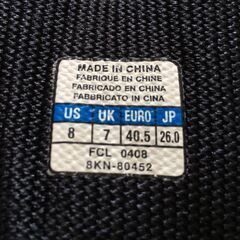 MADE IN CHINA
FABRIQUE EN CHINE
FABRICADO EN CHINA
FABBRICATO IN CINA
US UK EURO JP
8 7 40.5 26.0
FCL 0408
8KN-80452